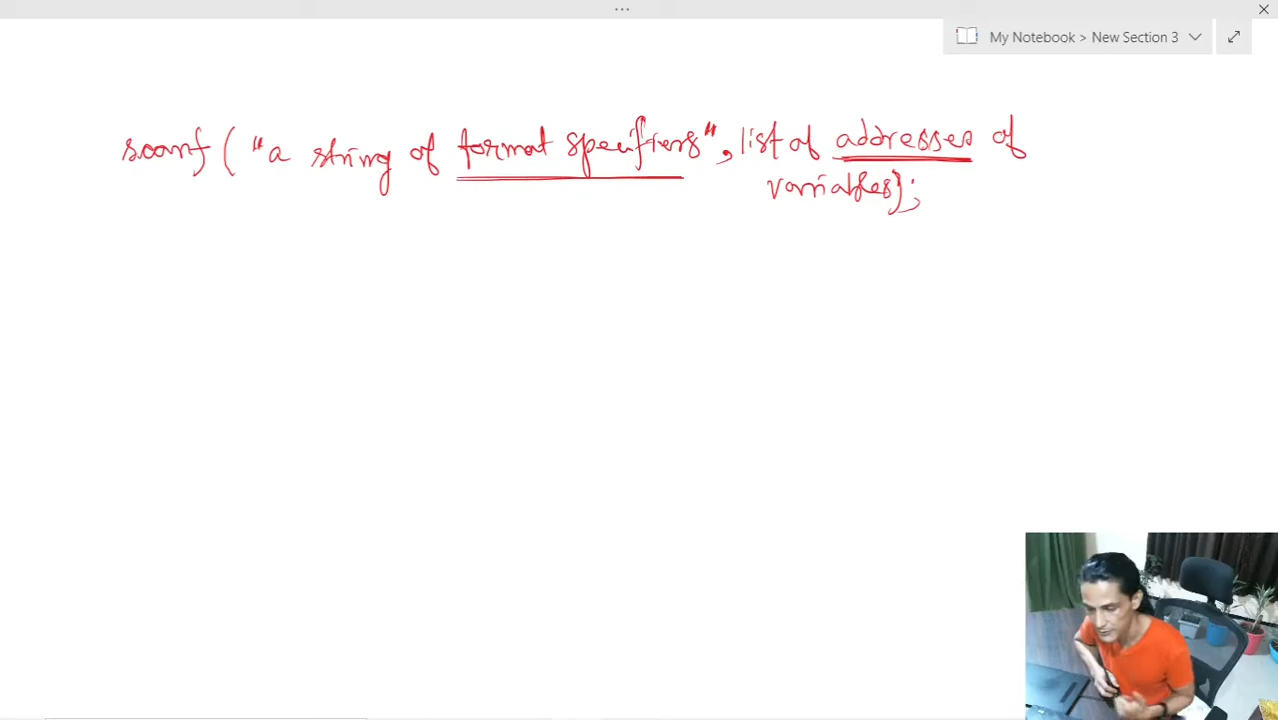 My Notebook > New Section 3
scanf ( "a string of format specifiers", list of addresses of
variables);